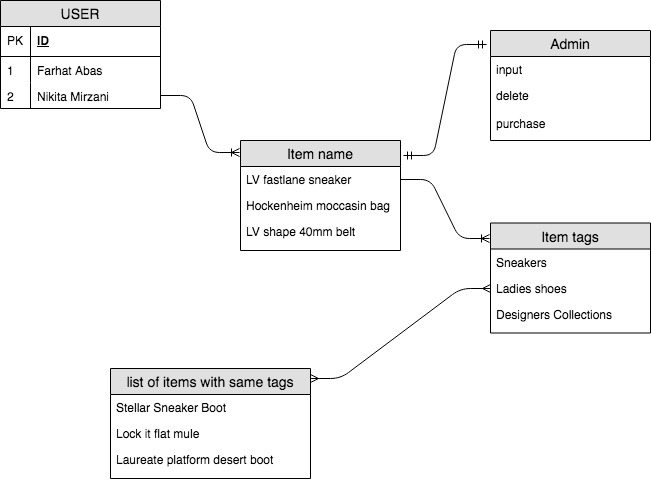 USER
PK ID
1 Farhat Abas
2 Nikita Mirzani
Admin
input
delete
purchase
Item name
LV fastlane sneaker
Hockenheim moccasin bag
LV shape 40mm belt
Item tags
Sneakers
Ladies shoes
Designers Collections
list of items with same tags
Stellar Sneaker Boot
Lock it flat mule
Laureate platform desert boot